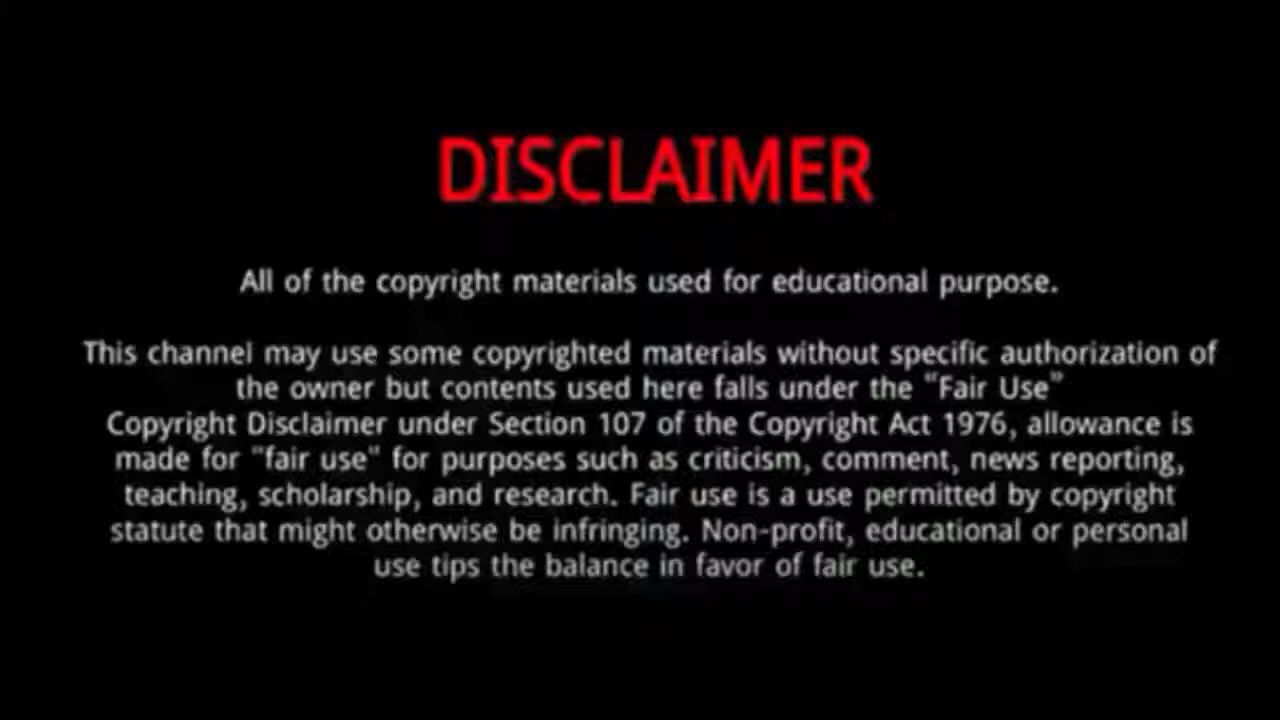 DISCLAIMER
All of the copyright materials used for educational purpose.
This channel may use some copyrighted materials without specific authorization of
the owner but contents used here falls under the “Fair Use”
Copyright Disclaimer under Section 107 of the Copyright Act 1976, allowance is
made for "fair use" for purposes such as criticism, comment, news reporting,
teaching, scholarship, and research. Fair use is a use permitted by copyright
statute that might otherwise be infringing. Non-profit, educational or personal
use tips the balance in favor of fair use.